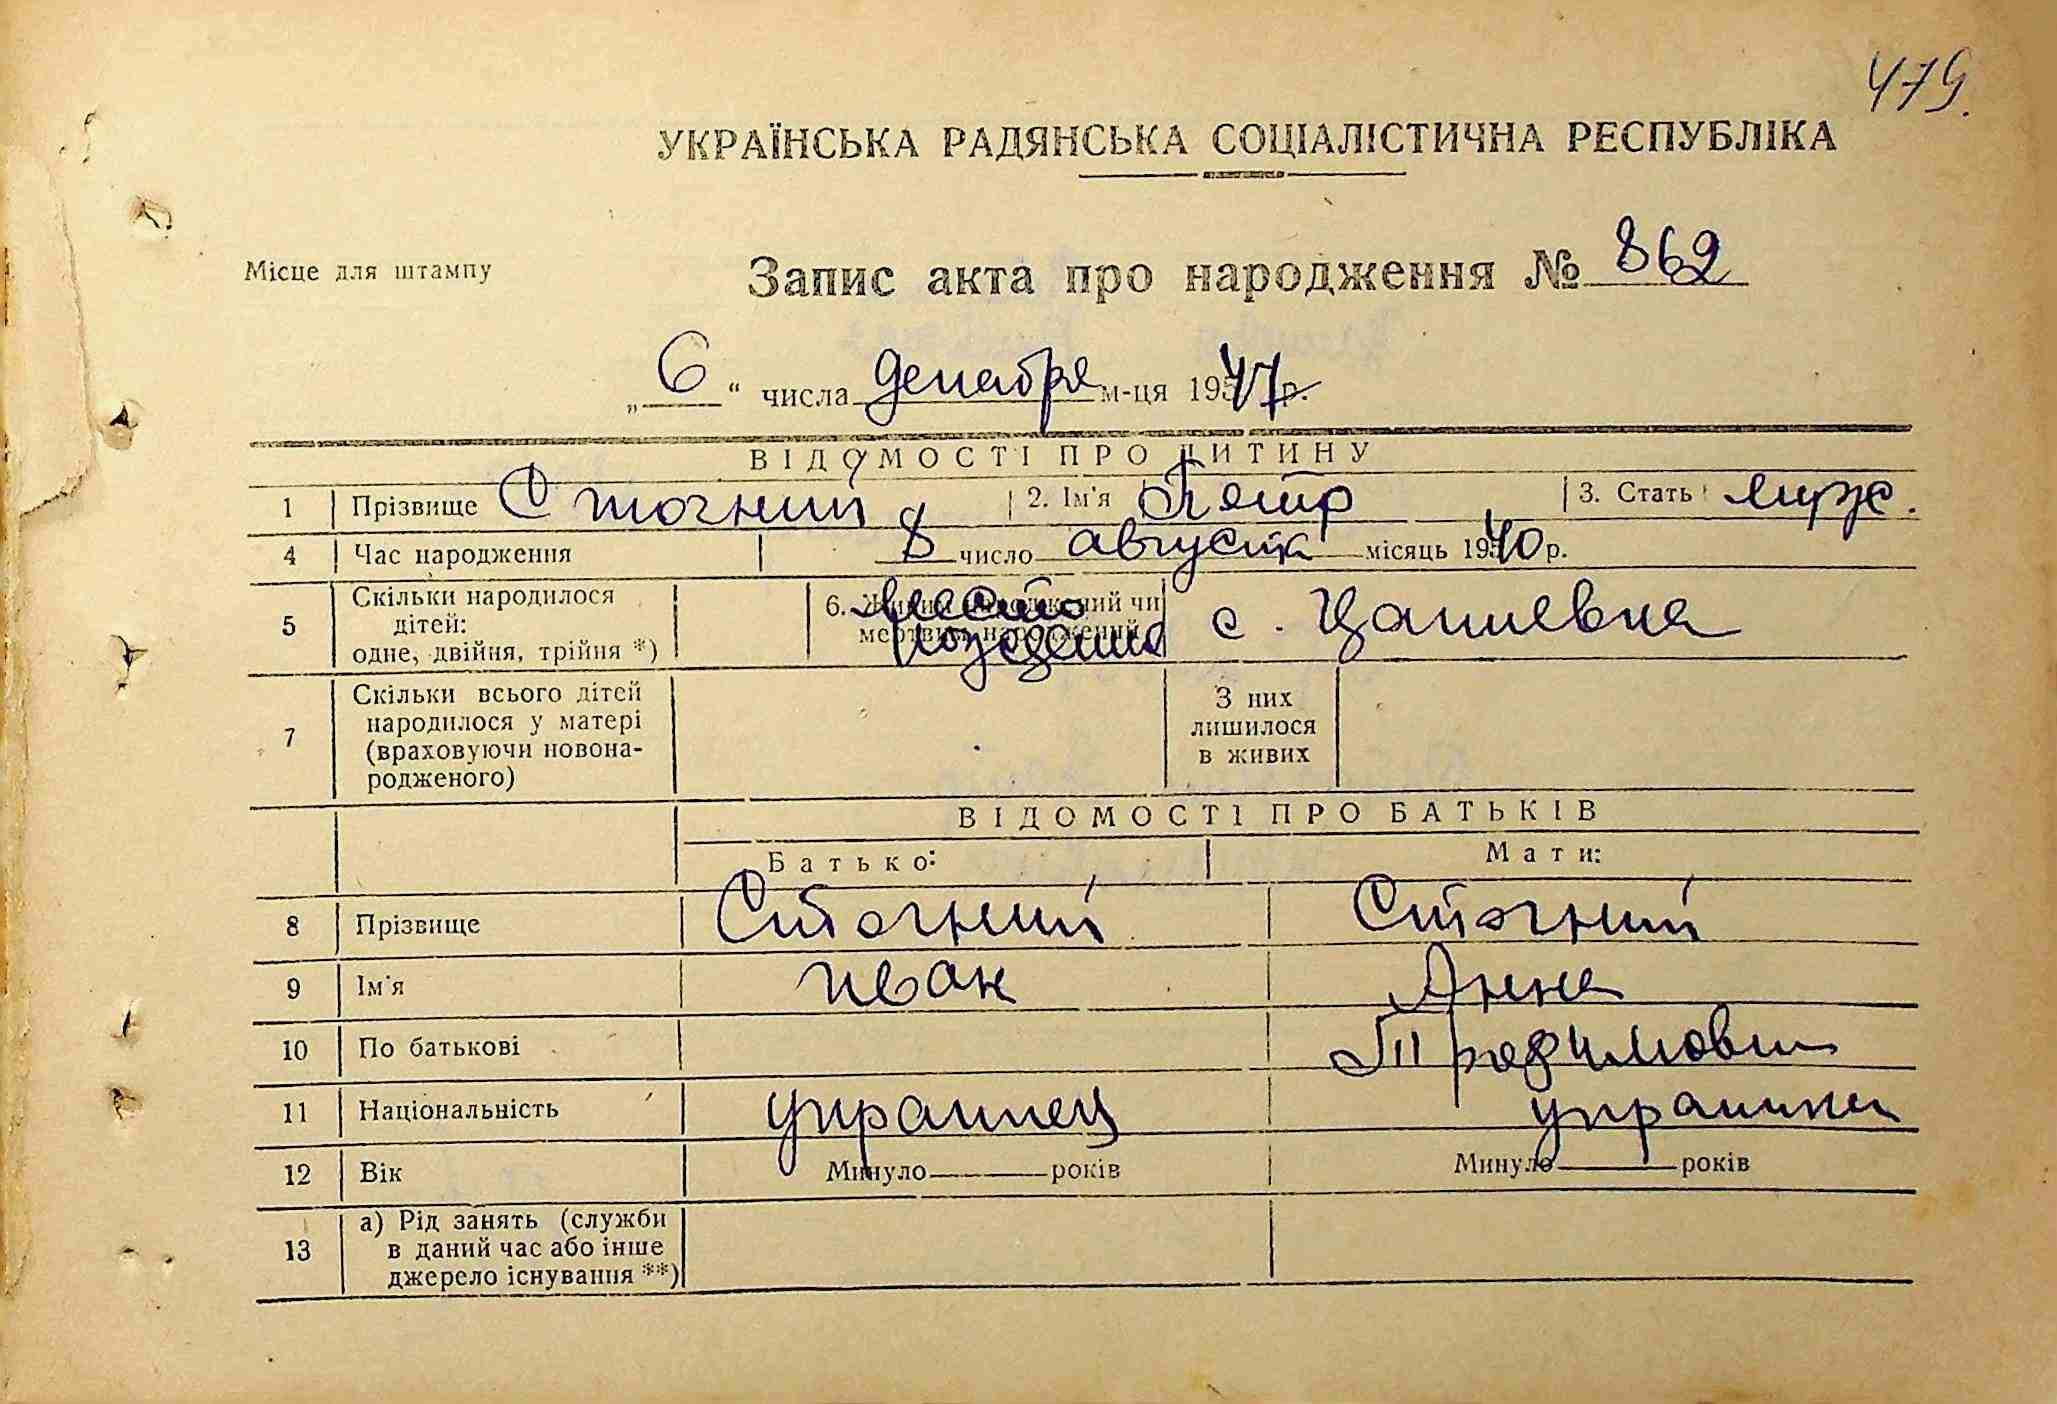 479.
УКРАЇНСЬКА РАДЯНСЬКА СОЦІАЛІСТИЧНА РЕСПУБЛІКА
Місце для штампу
Запис акта про народження № 862
„ 6 “ числа декабря м-ця 1947 р.
ВІДОМОСТІ ПРО ДИТИНУ
1 Прізвище Сточний 2. Ім'я Петр 3. Стать муж.
4 Час народження 8 число августа місяць 1940 р.
5 Скільки народилося дітей: одне, двійня, трійня *) 6. Живим народжений чи мертвим народжений место рождения с.
7 Скільки всього дітей народилося у матері (враховуючи новонародженого) З них лишилося в живих
ВІДОМОСТІ ПРО БАТЬКІВ
Батько: Мати:
8 Прізвище Сточний Сточний
9 Ім'я Иван Анна
10 По батькові
11 Національність украинец украинка
12 Вік Минуло років Минуло років
13 а) Рід занять (служби в даний час або інше джерело існування **)